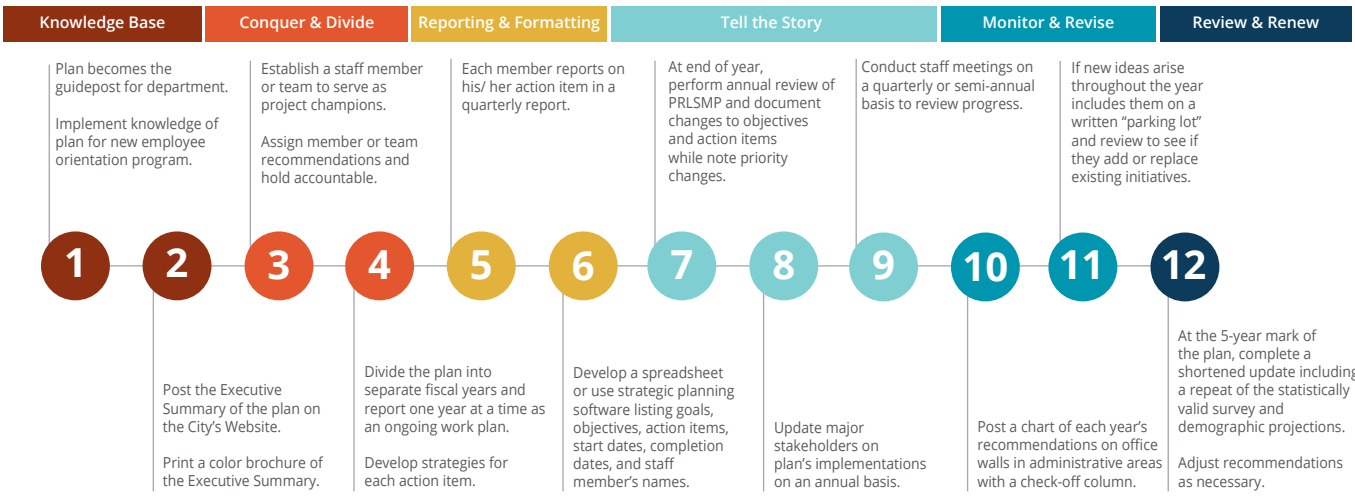 Knowledge Base
Conquer & Divide
Reporting & Formatting
Tell the Story
Monitor & Revise
Review & Renew
Plan becomes the
guidepost for department.
Implement knowledge of
plan for new employee
orientation program.
Establish a staff member
or team to serve as
project champions.
Assign member or team
recommendations and
hold accountable.
Each member reports on
his/ her action item in a
quarterly report.
At end of year,
perform annual review of
PRLSMP and document
changes to objectives
and action items
while note priority
changes.
Conduct staff meetings on
a quarterly or semi-annual
basis to review progress.
If new ideas arise
throughout the year
includes them on a
written “parking lot”
and review to see if
they add or replace
existing initiatives.
1
2
3
4
5
6
7
8
9
10
11
12
Post the Executive
Summary of the plan on
the City’s Website.
Print a color brochure of
the Executive Summary.
Divide the plan into
separate fiscal years and
report one year at a time as
an ongoing work plan.
Develop strategies for
each action item.
Develop a spreadsheet
or use strategic planning
software listing goals,
objectives, action items,
start dates, completion
dates, and staff
member’s names.
Update major
stakeholders on
plan’s implementations
on an annual basis.
Post a chart of each year’s
recommendations on office
walls in administrative areas
with a check-off column.
At the 5-year mark of
the plan, complete a
shortened update including
a repeat of the statistically
valid survey and
demographic projections.
Adjust recommendations
as necessary.